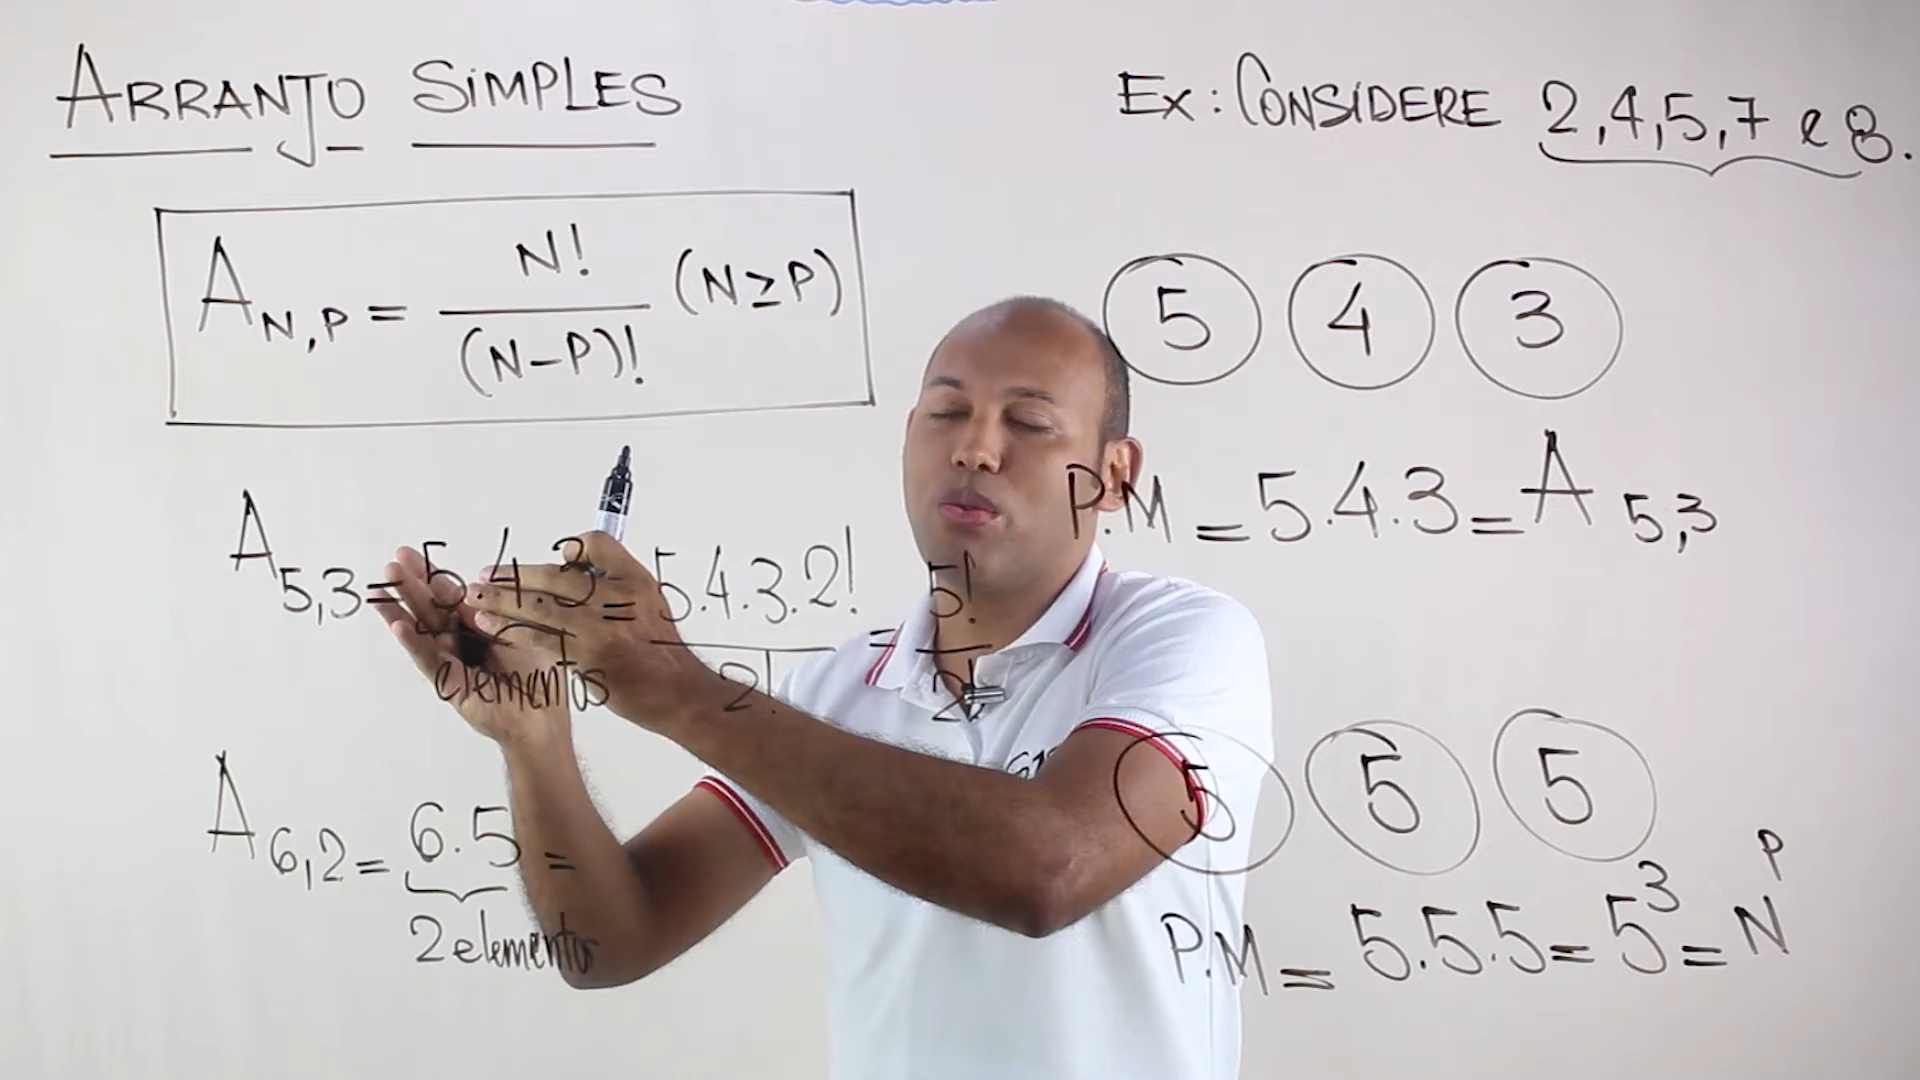 ARRANJO SIMPLES
A N,P = N! / (N-P)! (N≥P)
A 5,3 = 5.4.3 = 5.4.3.2! / 2! = 5! / 2!
elementos
A 6,2 = 6.5 =
2 elementos
Ex: CONSIDERE 2,4,5,7 e 8.
5 4 3
P.M = 5.4.3 = A 5,3
5 5 5
P.M = 5.5.5 = 5³ = Nᴾ